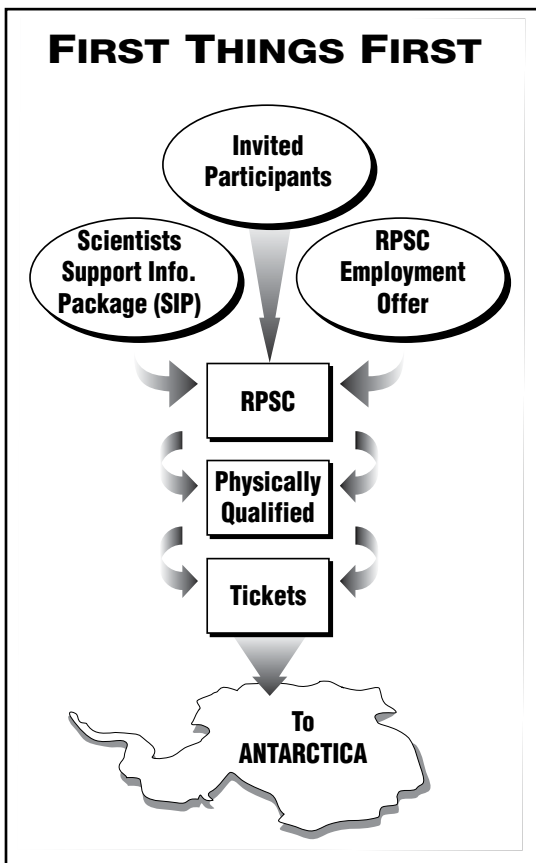 FIRST THINGS FIRST
Invited
Participants
Scientists
Support Info.
Package (SIP)
RPSC
Employment
Offer
RPSC
Physically
Qualified
Tickets
To
ANTARCTICA